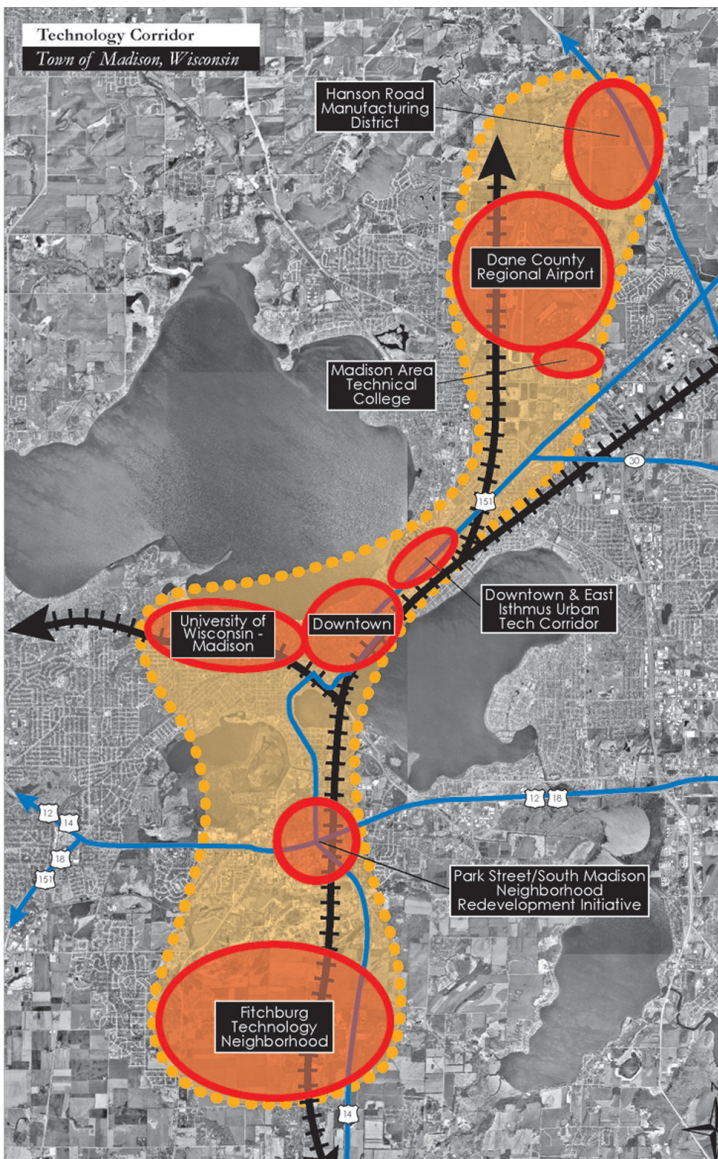 Technology Corridor
Town of Madison, Wisconsin
Hanson Road
Manufacturing
District
Dane County
Regional Airport
Madison Area
Technical
College
30
151
Downtown & East
Isthmus Urban
Tech Corridor
University of
Wisconsin -
Madison
Downtown
12
14
18
151
12 18
Park Street/South Madison
Neighborhood
Redevelopment Initiative
Fitchburg
Technology
Neighborhood
14